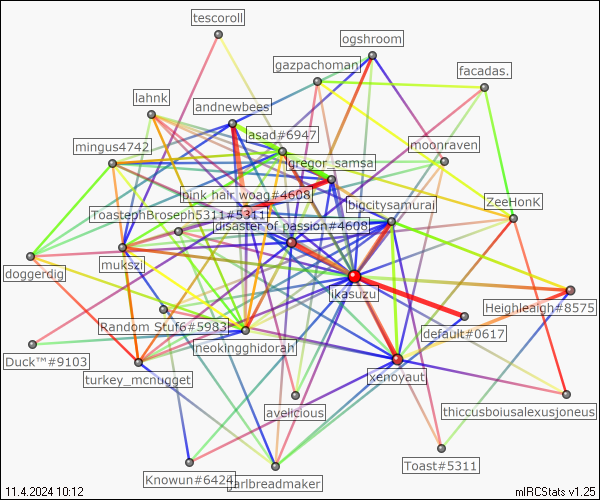 tescoroll
ogshroom
gazpachoman
facadas.
lahnk
andnewbees
asad#6947
mingus4742
moonraven
gregor_samsa
pink hair woag#4608
bigcitysamurai
ZeeHonK
ToastephBroseph5311#5311
disaster of passion#4608
mukszi
doggerdig
ikasuzu
Heighleaigh#8575
Random Stuf6#5983
default#0617
neokingghidorah
Duck™#9103
turkey_mcnugget
xenoyaut
avelicious
thiccusboiusalexusjoneus
Toast#5311
Knowun#6424
jarlbreadmaker
11.4.2024 10:12
mIRCStats v1.25